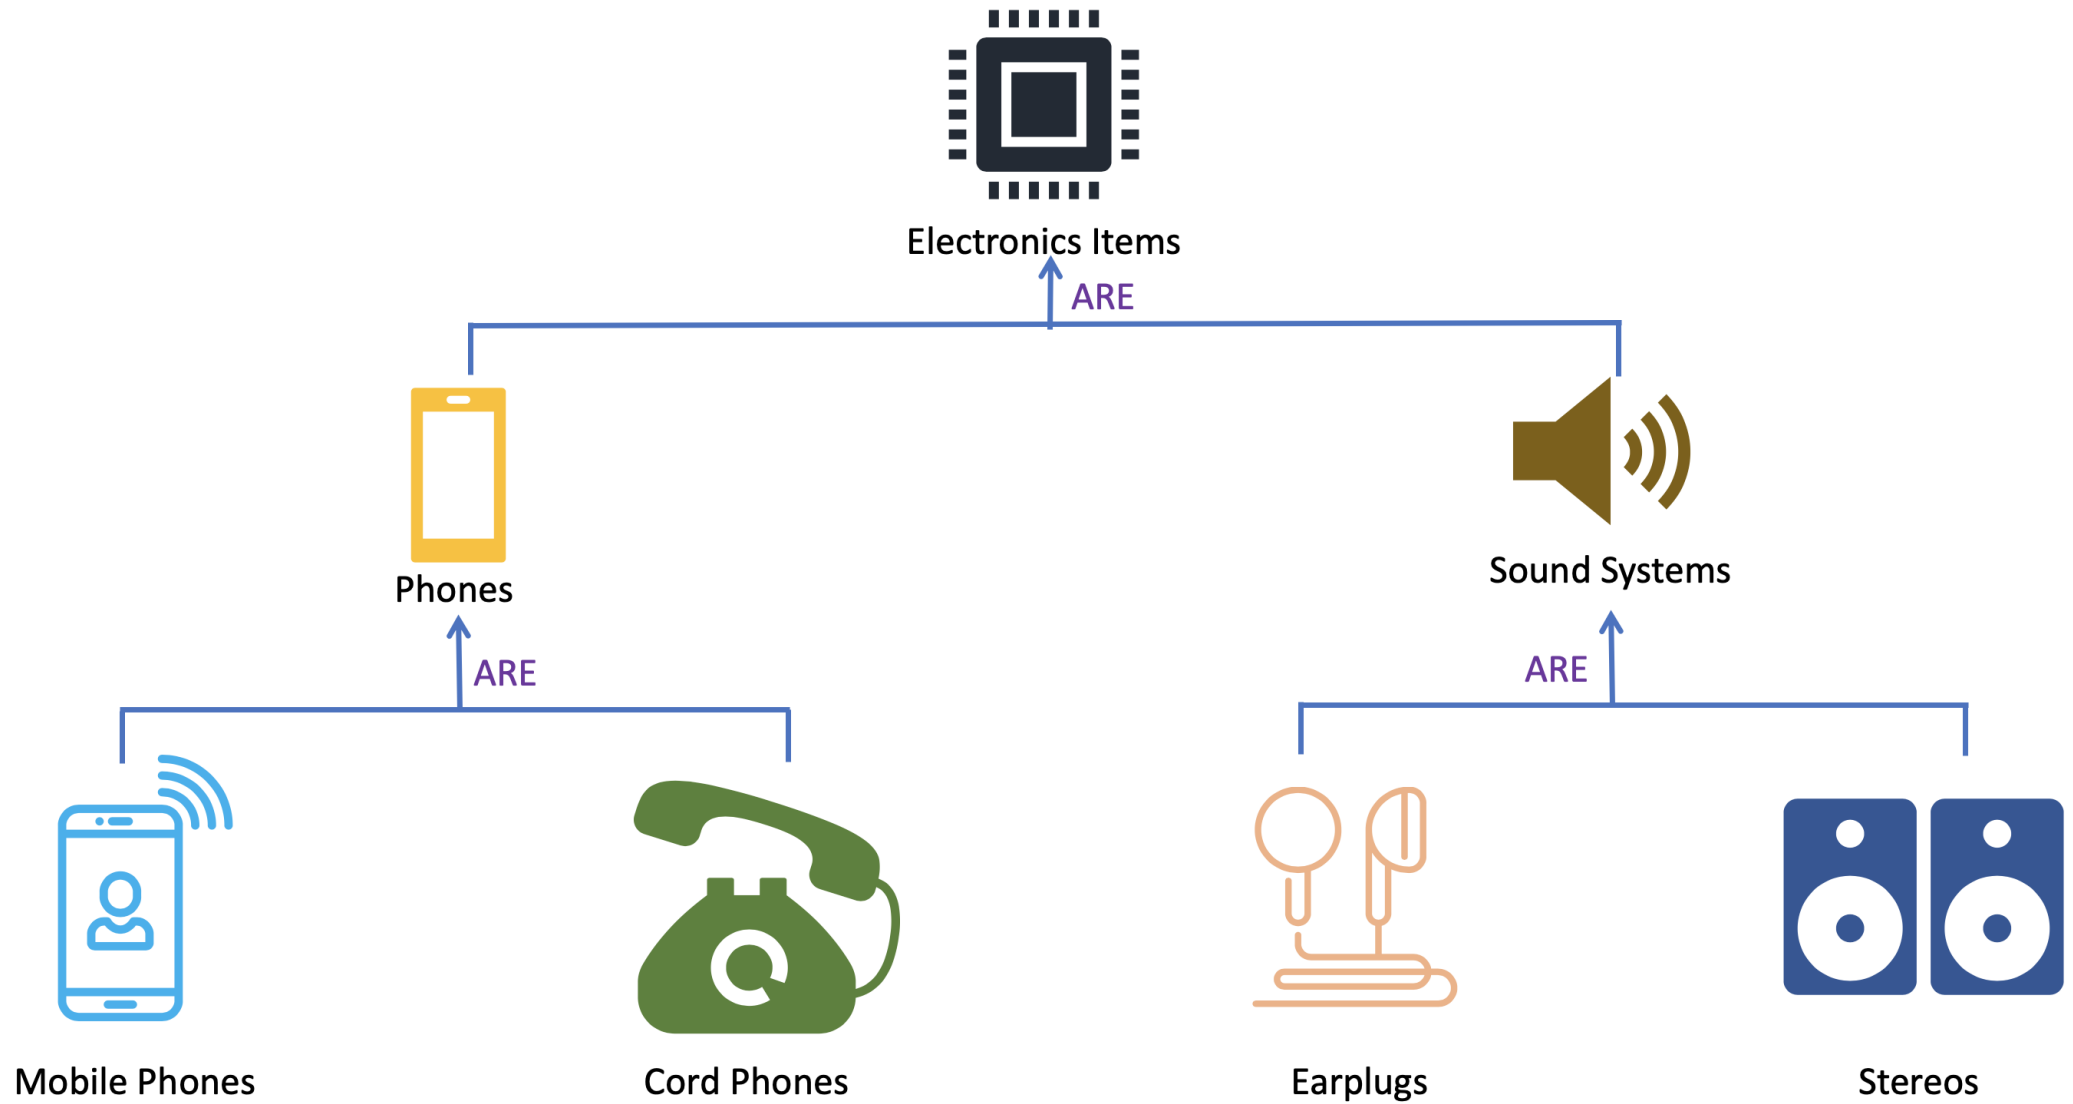 Electronics Items
ARE
Phones
Sound Systems
ARE
ARE
Mobile Phones
Cord Phones
Earplugs
Stereos